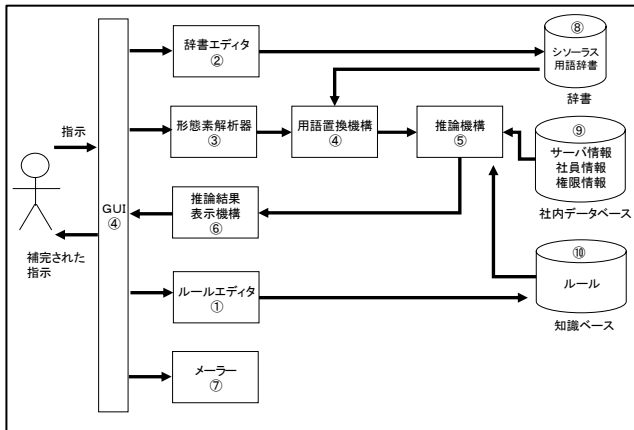 指示
補完された
指示
GUI
④
辞書エディタ
②
形態素解析器
③
用語置換機構
④
推論機構
⑤
推論結果
表示機構
⑥
ルールエディタ
①
メーラー
⑦
⑧
シソーラス
用語辞書
辞書
⑨
サーバ情報
社員情報
権限情報
社内データベース
⑩
ルール
知識ベース